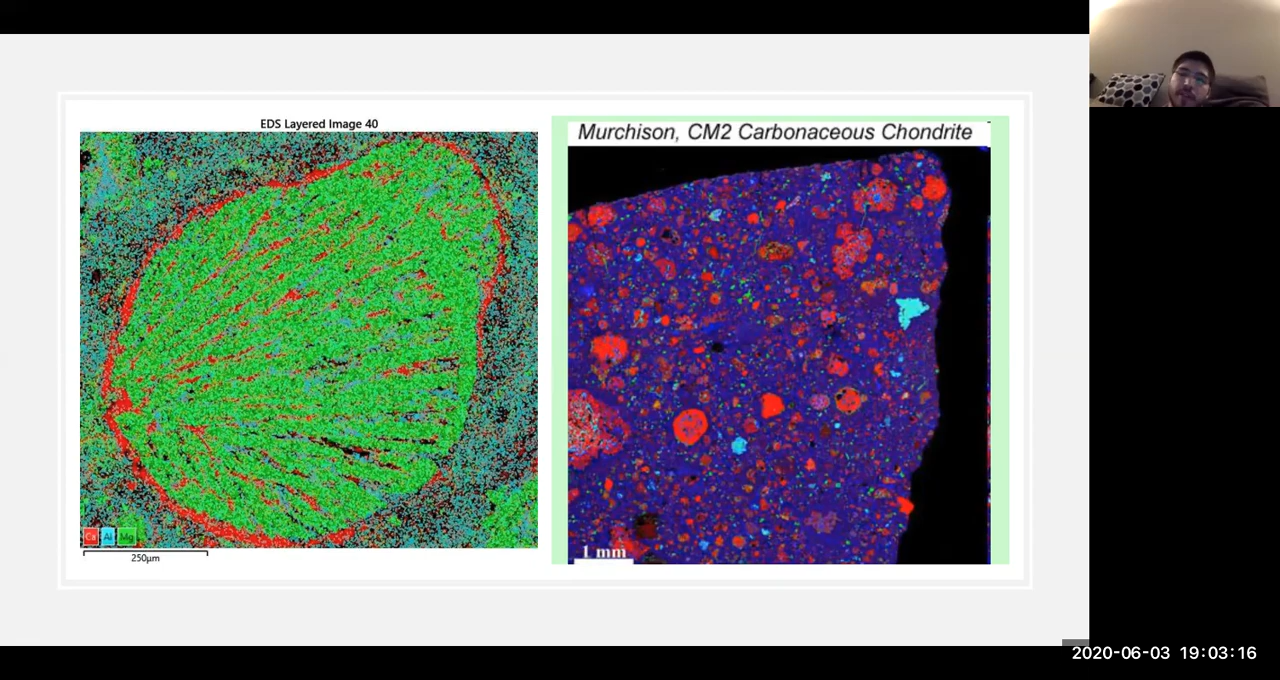 EDS Layered Image 40
Ca Al Mg
250μm
Murchison, CM2 Carbonaceous Chondrite
1 mm
2020-06-03 19:03:16